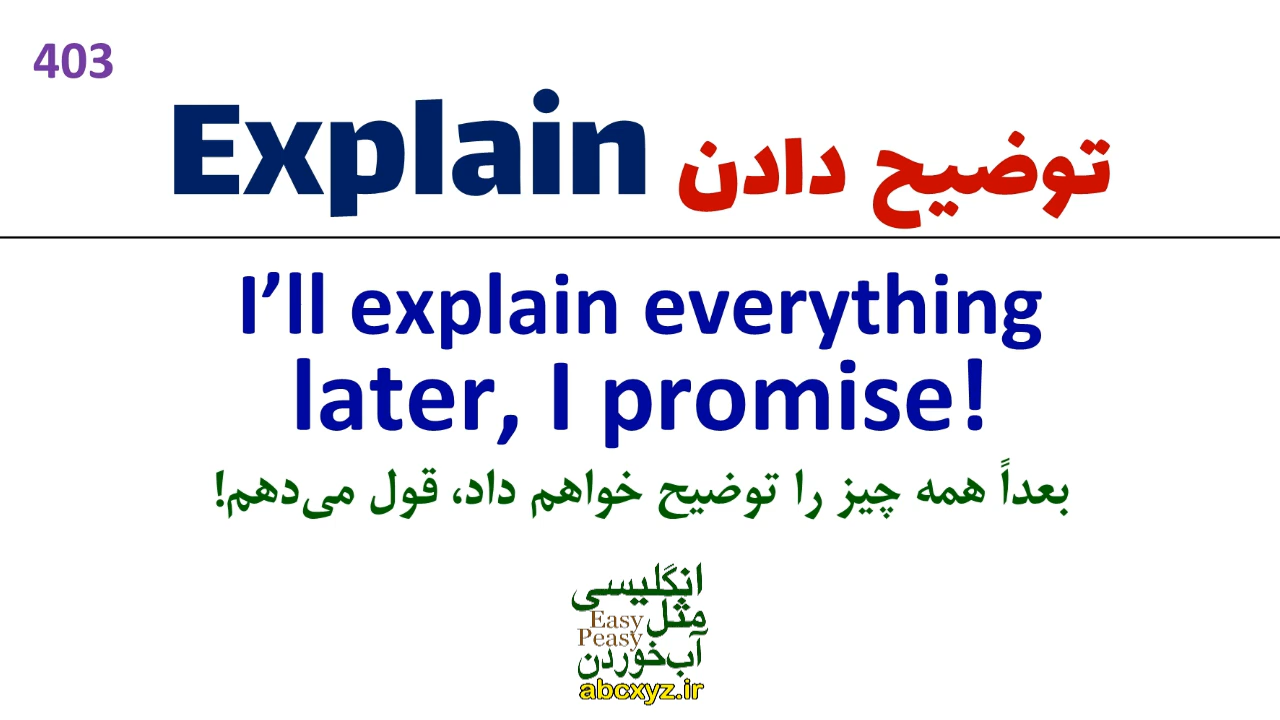 403
Explain توضیح دادن
I’ll explain everything
later, I promise!
بعداً همه چیز را توضیح خواهم داد، قول می‌دهم!
انگلیسی
مثل
Easy
Peasy
آب‌خوردن
abcxyz.ir